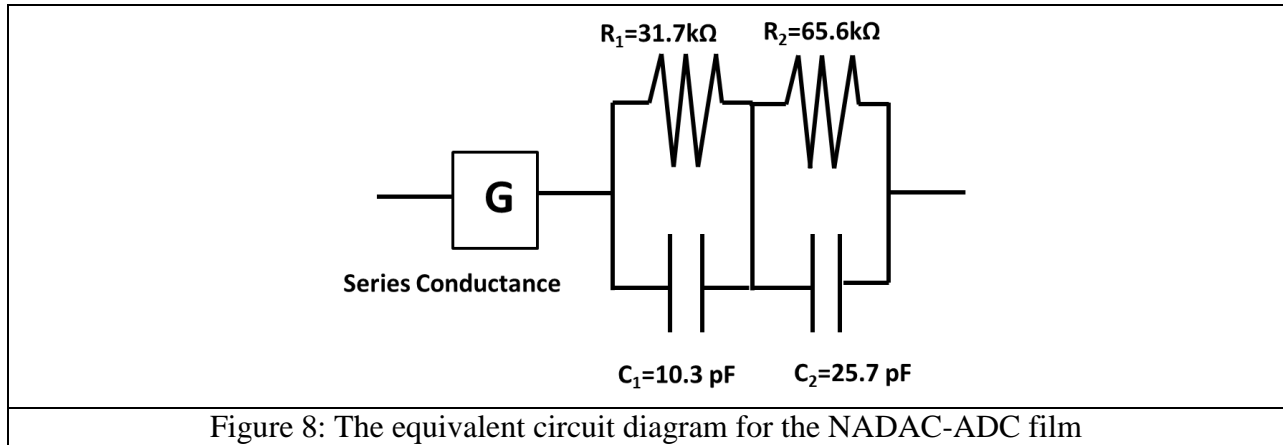 R₁=31.7kΩ R₂=65.6kΩ
G
Series Conductance
C₁=10.3 pF C₂=25.7 pF
Figure 8: The equivalent circuit diagram for the NADAC-ADC film